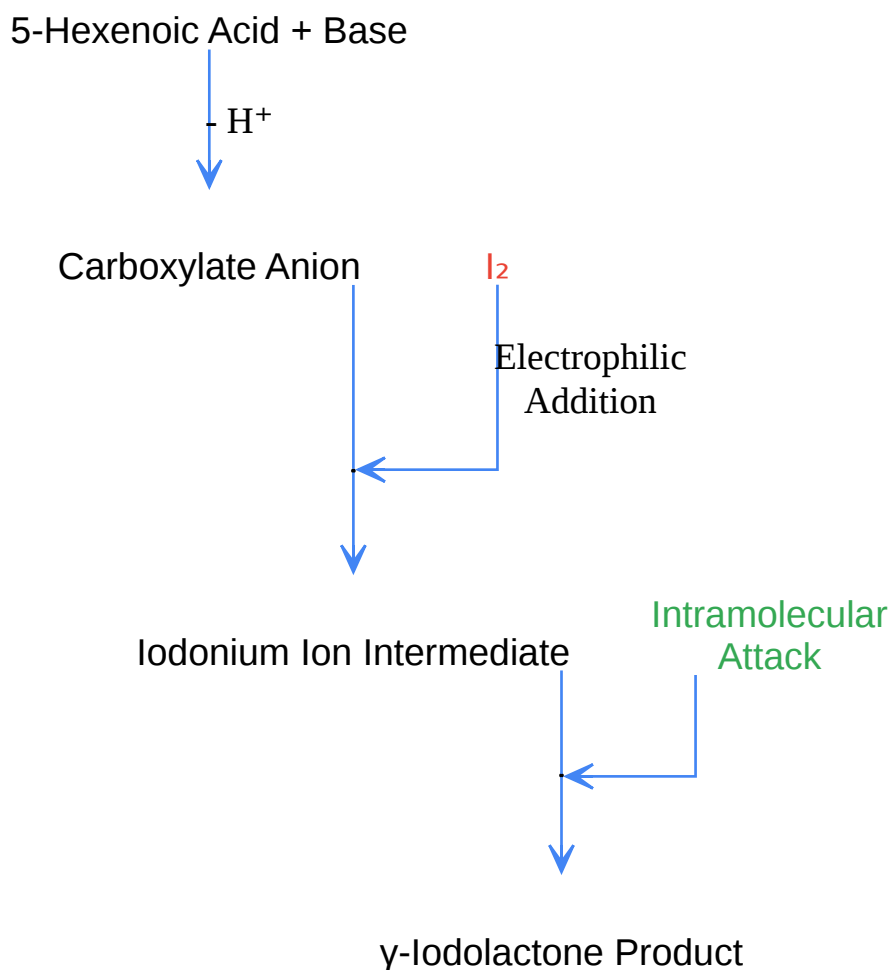 5-Hexenoic Acid + Base
- H⁺
Carboxylate Anion
I₂
Electrophilic
Addition
Iodonium Ion Intermediate
Intramolecular
Attack
γ-Iodolactone Product